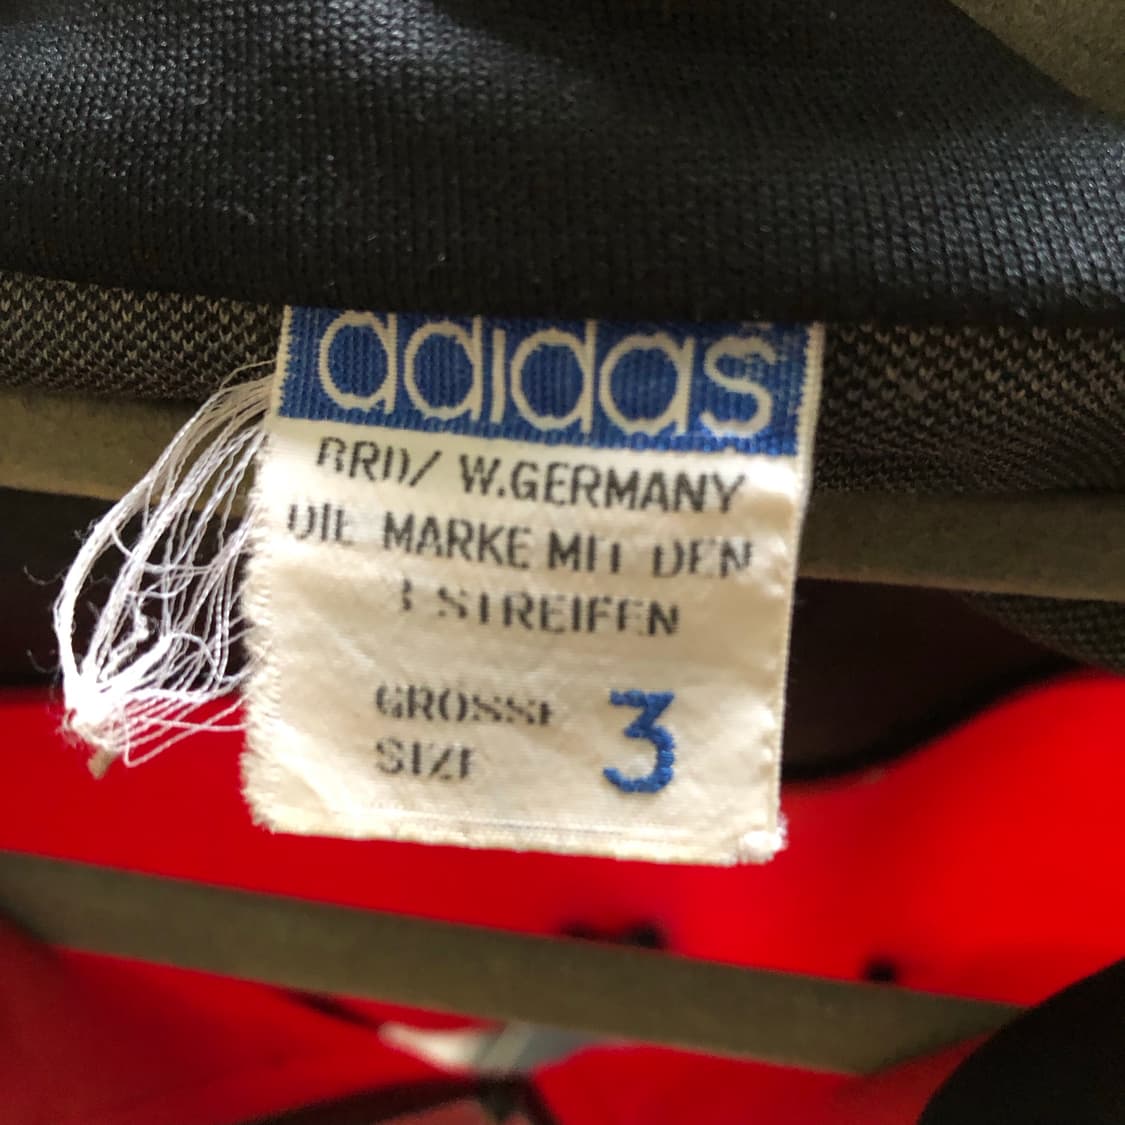 adidas
BRD/ W.GERMANY
DIE MARKE MIT DEN
3 STREIFEN
GROSSE 3
SIZE